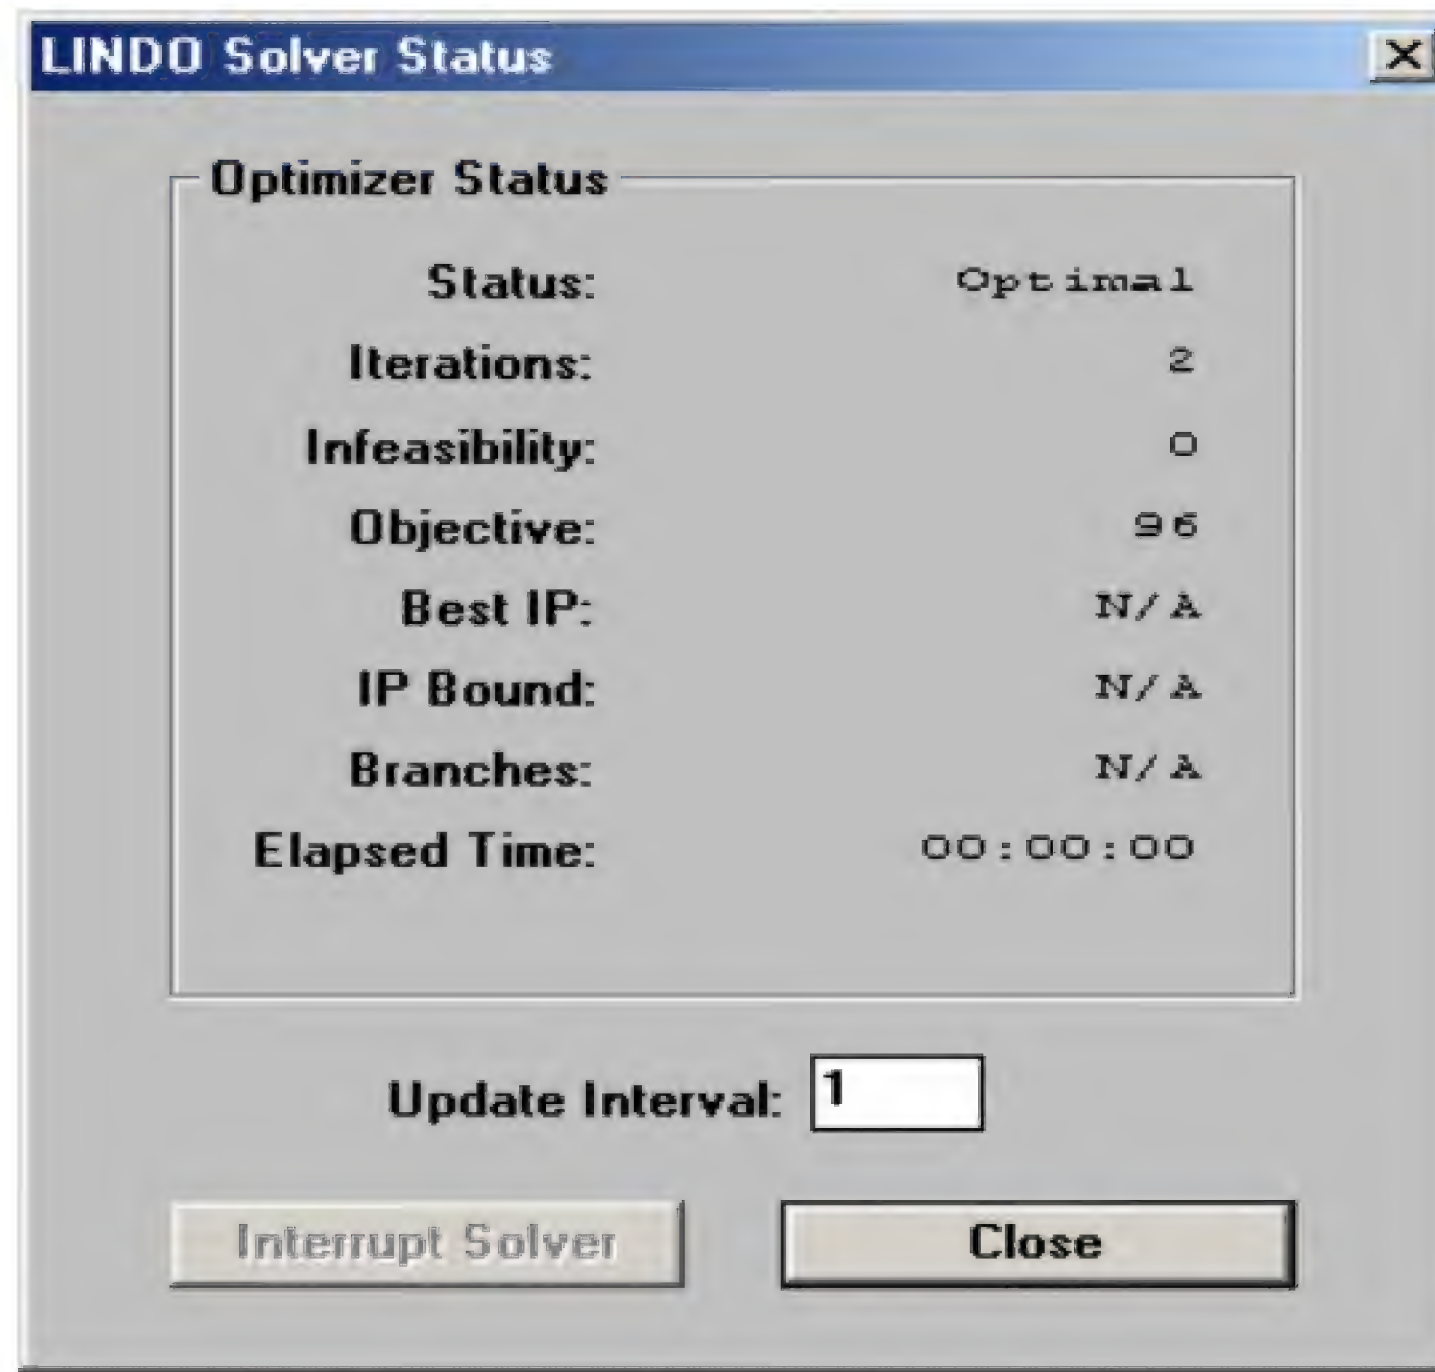 LINDO Solver Status
Optimizer Status
Status: Optimal
Iterations: 2
Infeasibility: 0
Objective: 96
Best IP: N/A
IP Bound: N/A
Branches: N/A
Elapsed Time: 00:00:00
Update Interval: 1
Interrupt Solver Close